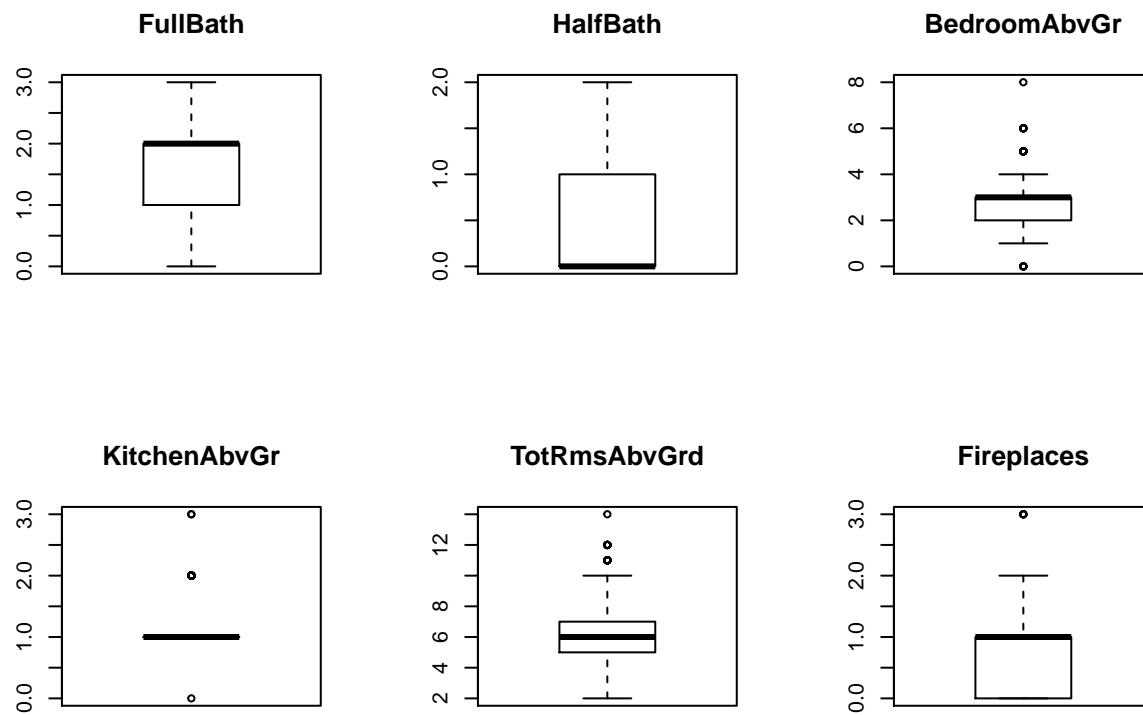 FullBath
HalfBath
BedroomAbvGr
0.0 1.0 2.0 3.0
0.0 1.0 2.0
0 2 4 6 8
KitchenAbvGr
TotRmsAbvGrd
Fireplaces
0.0 1.0 2.0 3.0
2 4 6 8 12
0.0 1.0 2.0 3.0